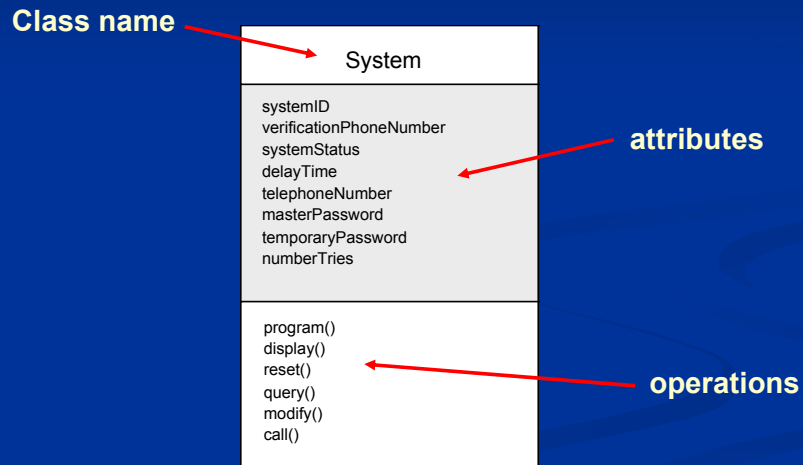 Class name
System
systemID
verificationPhoneNumber
systemStatus
delayTime
telephoneNumber
masterPassword
temporaryPassword
numberTries
attributes
program()
display()
reset()
query()
modify()
call()
operations